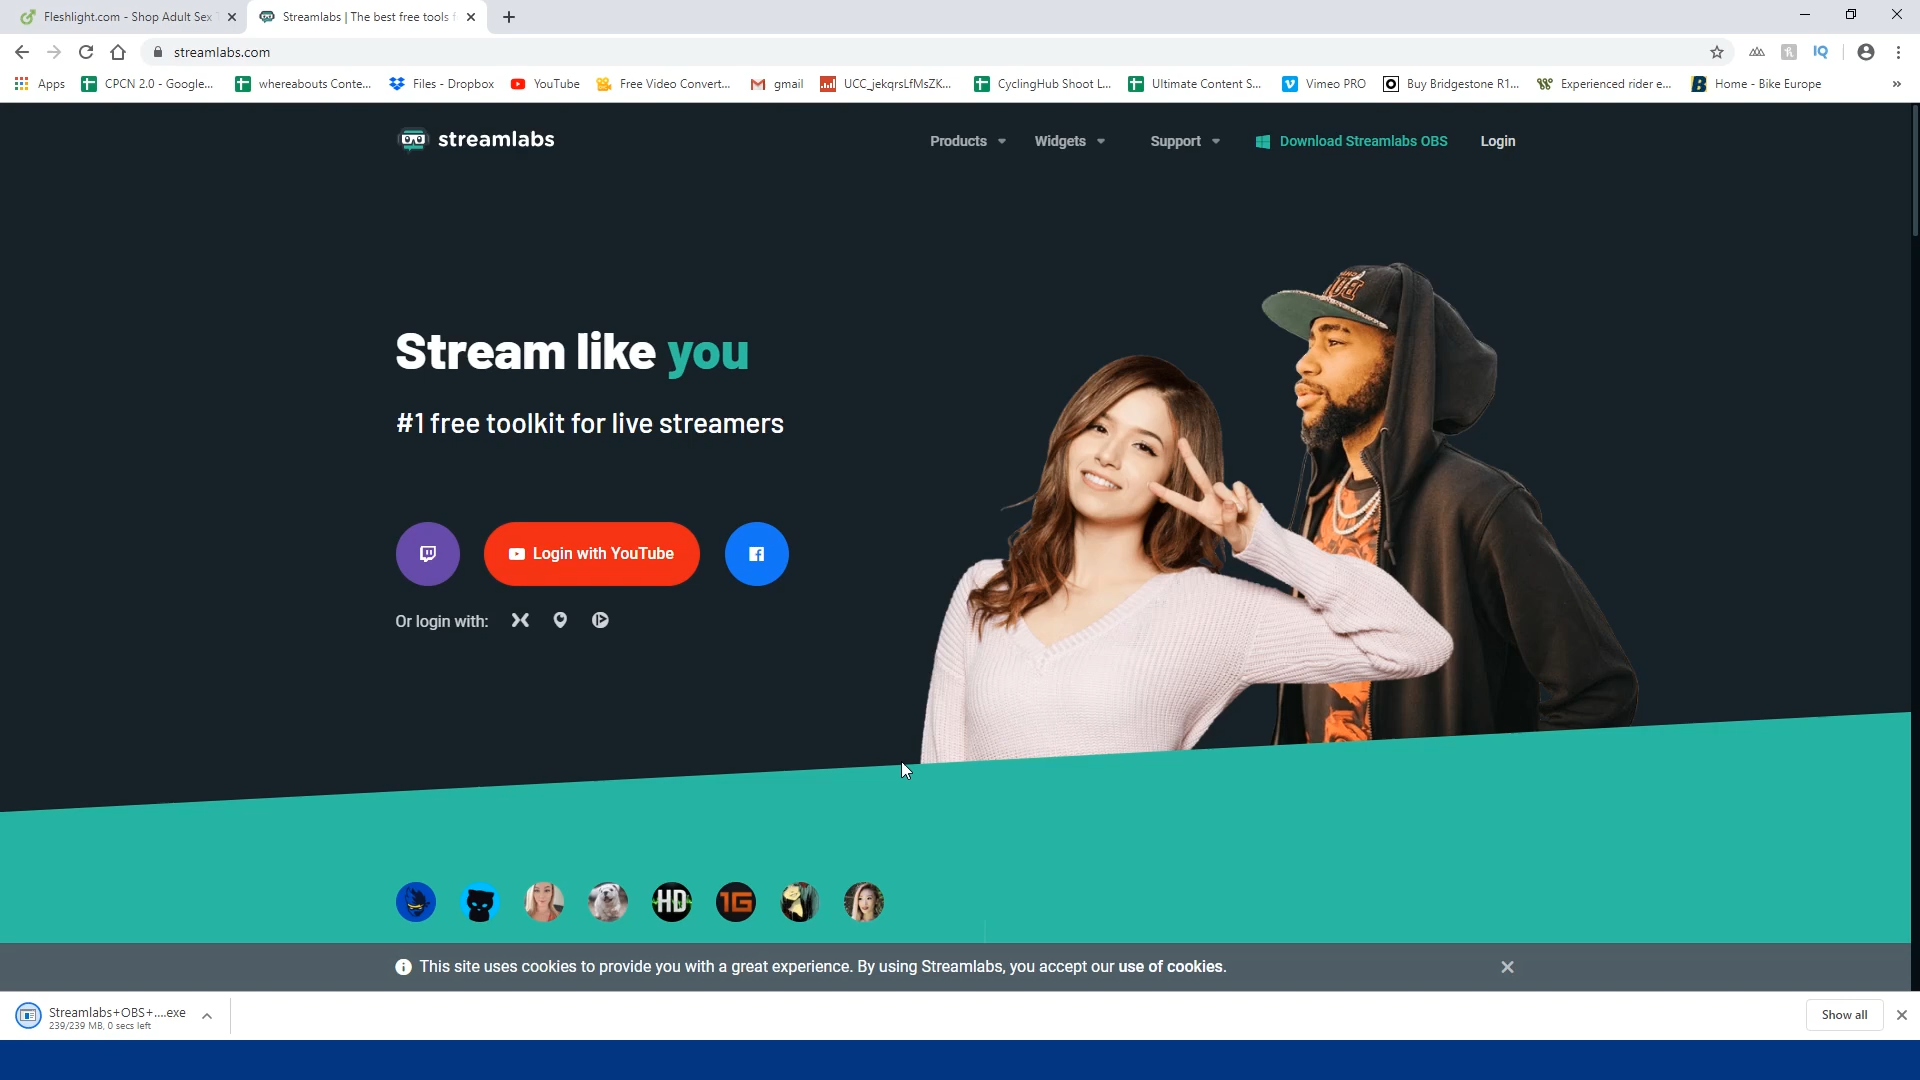 Fleshlight.com - Shop Adult Sex
Streamlabs | The best free tools
streamlabs.com
Apps
CPCN 2.0 - Google...
whereabouts Conte...
Files - Dropbox
YouTube
Free Video Convert...
gmail
UCC_jekqrsLfMsZK...
CyclingHub Shoot L...
Ultimate Content S...
Vimeo PRO
Buy Bridgestone R1...
Experienced rider e...
Home - Bike Europe
»
streamlabs
Products
Widgets
Support
Download Streamlabs OBS
Login
Stream like you
#1 free toolkit for live streamers
Login with YouTube
Or login with:
HD
1G
This site uses cookies to provide you with a great experience. By using Streamlabs, you accept our use of cookies.
Streamlabs+OBS+....exe
239/239 MB, 0 secs left
Show all